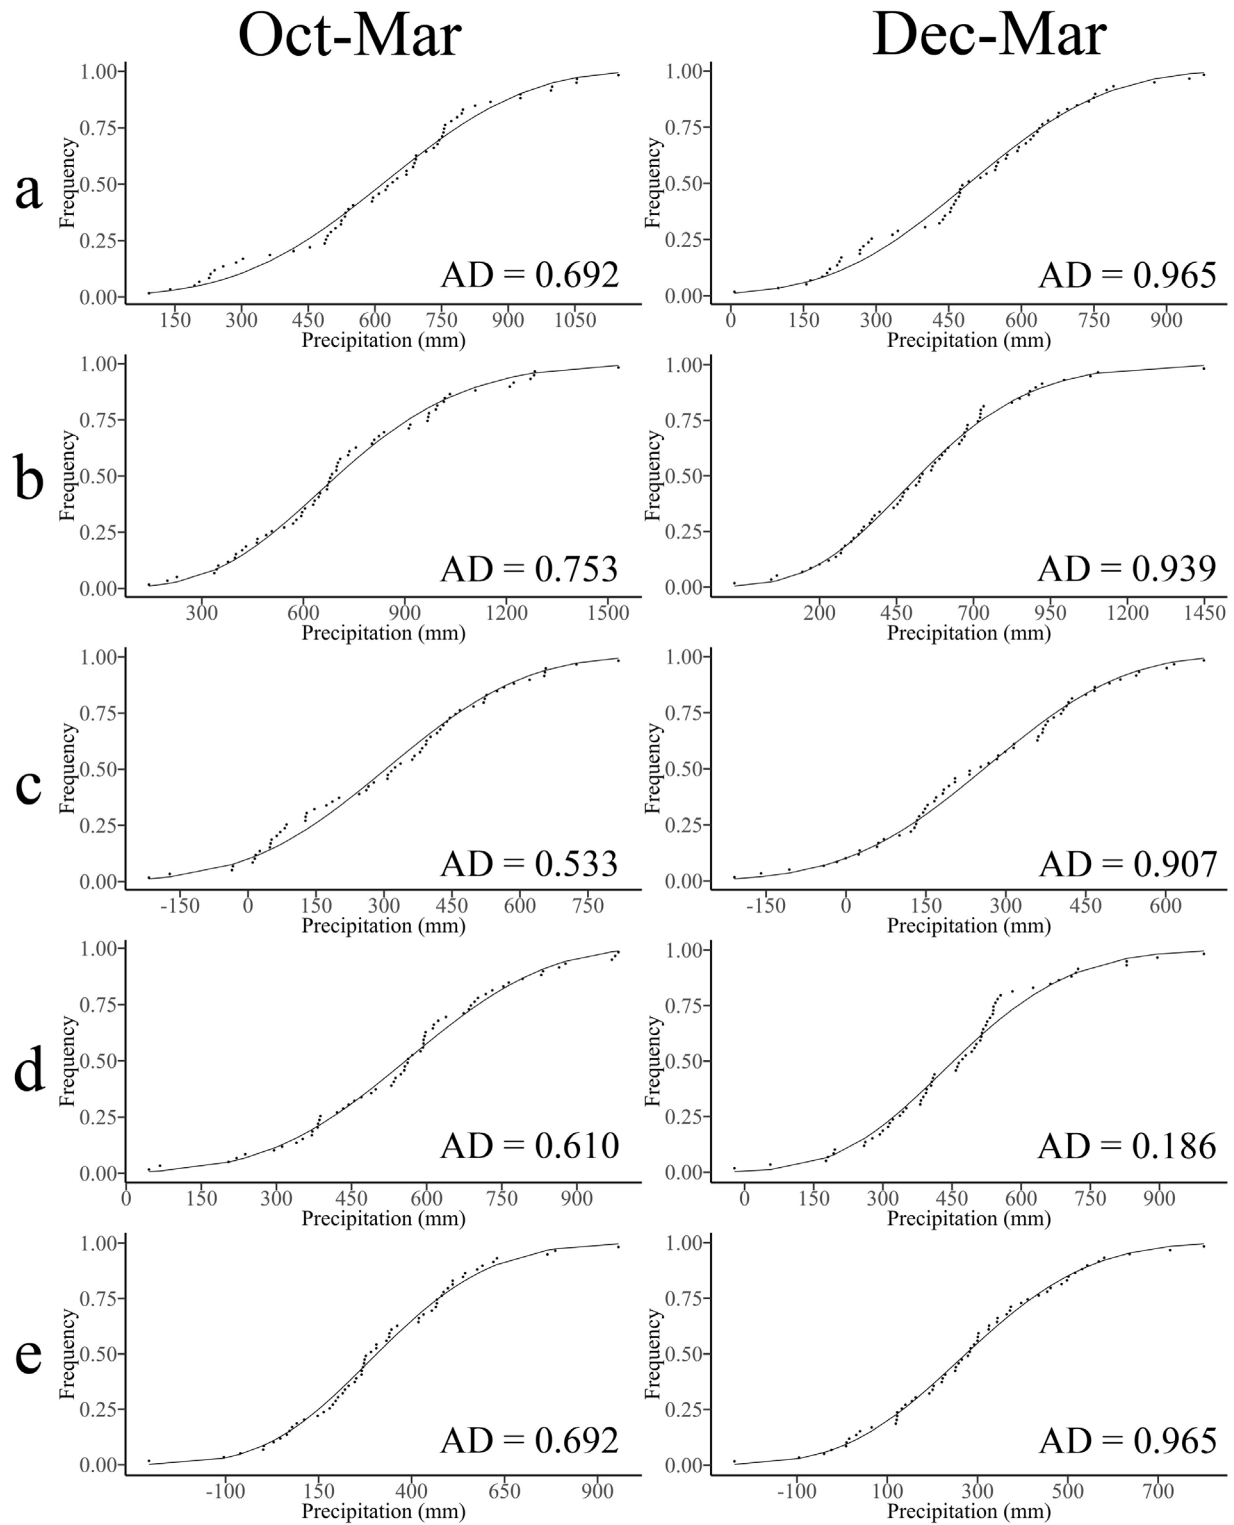 Oct-Mar Dec-Mar
a
Frequency
1.00
0.75
0.50
0.25
0.00
AD = 0.692
150 300 450 600 750 900 1050
Precipitation (mm)
Frequency
1.00
0.75
0.50
0.25
0.00
AD = 0.965
0 150 300 450 600 750 900
Precipitation (mm)
b
Frequency
1.00
0.75
0.50
0.25
0.00
AD = 0.753
300 600 900 1200 1500
Precipitation (mm)
Frequency
1.00
0.75
0.50
0.25
0.00
AD = 0.939
200 450 700 950 1200 1450
Precipitation (mm)
c
Frequency
1.00
0.75
0.50
0.25
0.00
AD = 0.533
-150 0 150 300 450 600 750
Precipitation (mm)
Frequency
1.00
0.75
0.50
0.25
0.00
AD = 0.907
-150 0 150 300 450 600
Precipitation (mm)
d
Frequency
1.00
0.75
0.50
0.25
0.00
AD = 0.610
0 150 300 450 600 750 900
Precipitation (mm)
Frequency
1.00
0.75
0.50
0.25
0.00
AD = 0.186
0 150 300 450 600 750 900
Precipitation (mm)
e
Frequency
1.00
0.75
0.50
0.25
0.00
AD = 0.692
-100 150 400 650 900
Precipitation (mm)
Frequency
1.00
0.75
0.50
0.25
0.00
AD = 0.965
-100 100 300 500 700
Precipitation (mm)